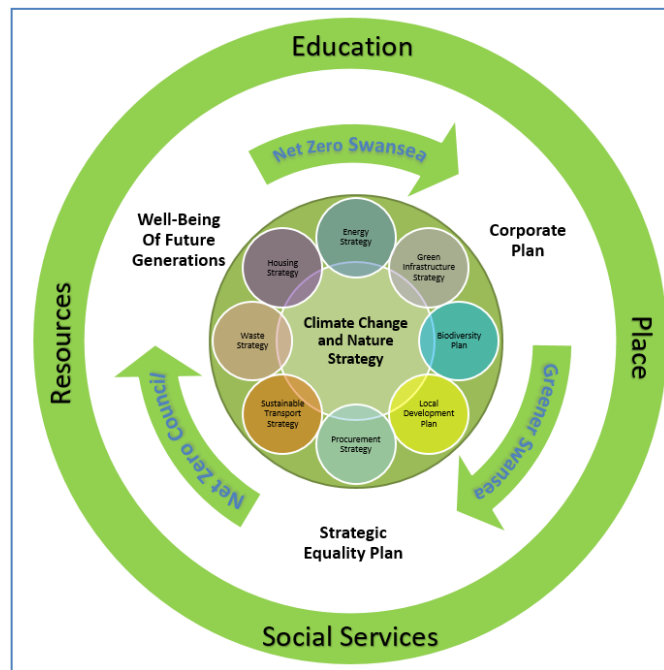 Education
Net Zero Swansea
Well-Being
Of Future
Generations
Corporate
Plan
Energy
Strategy
Housing
Strategy
Green
Infrastructure
Strategy
Resources
Waste
Strategy
Climate Change
and Nature
Strategy
Biodiversity
Plan
Place
Net Zero Council
Sustainable
Transport
Strategy
Local
Development
Plan
Greener Swansea
Procurement
Strategy
Strategic
Equality Plan
Social Services